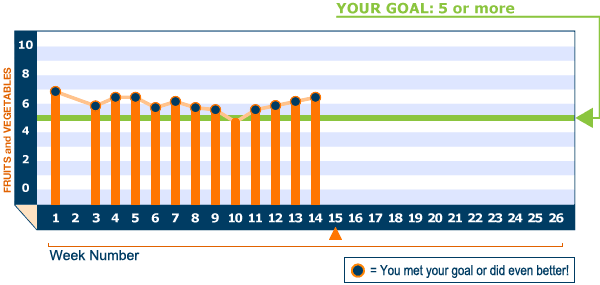 YOUR GOAL: 5 or more
10
8
6
4
2
0
FRUITS and VEGETABLES
1 2 3 4 5 6 7 8 9 10 11 12 13 14 15 16 17 18 19 20 21 22 23 24 25 26
Week Number
= You met your goal or did even better!